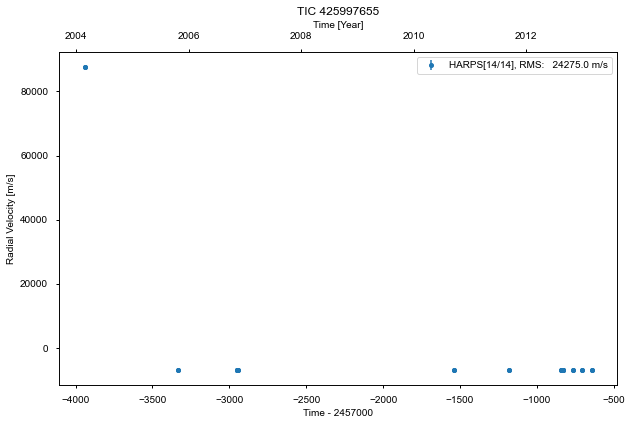 TIC 425997655
Time [Year]
2004 2006 2008 2010 2012
HARPS[14/14], RMS: 24275.0 m/s
80000
60000
40000
20000
0
Radial Velocity [m/s]
−4000 −3500 −3000 −2500 −2000 −1500 −1000 −500
Time - 2457000